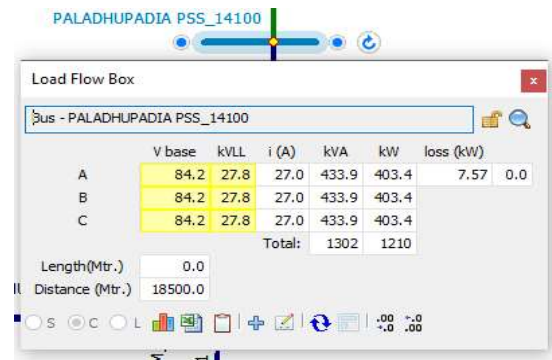 PALADHUPADIA PSS_14100
Load Flow Box
x
Bus - PALADHUPADIA PSS_14100
V base kVLL i (A) kVA kW loss (kW)
A 84.2 27.8 27.0 433.9 403.4 7.57 0.0
B 84.2 27.8 27.0 433.9 403.4
C 84.2 27.8 27.0 433.9 403.4
Total: 1302 1210
Length(Mtr.) 0.0
Distance (Mtr.) 18500.0
S C L